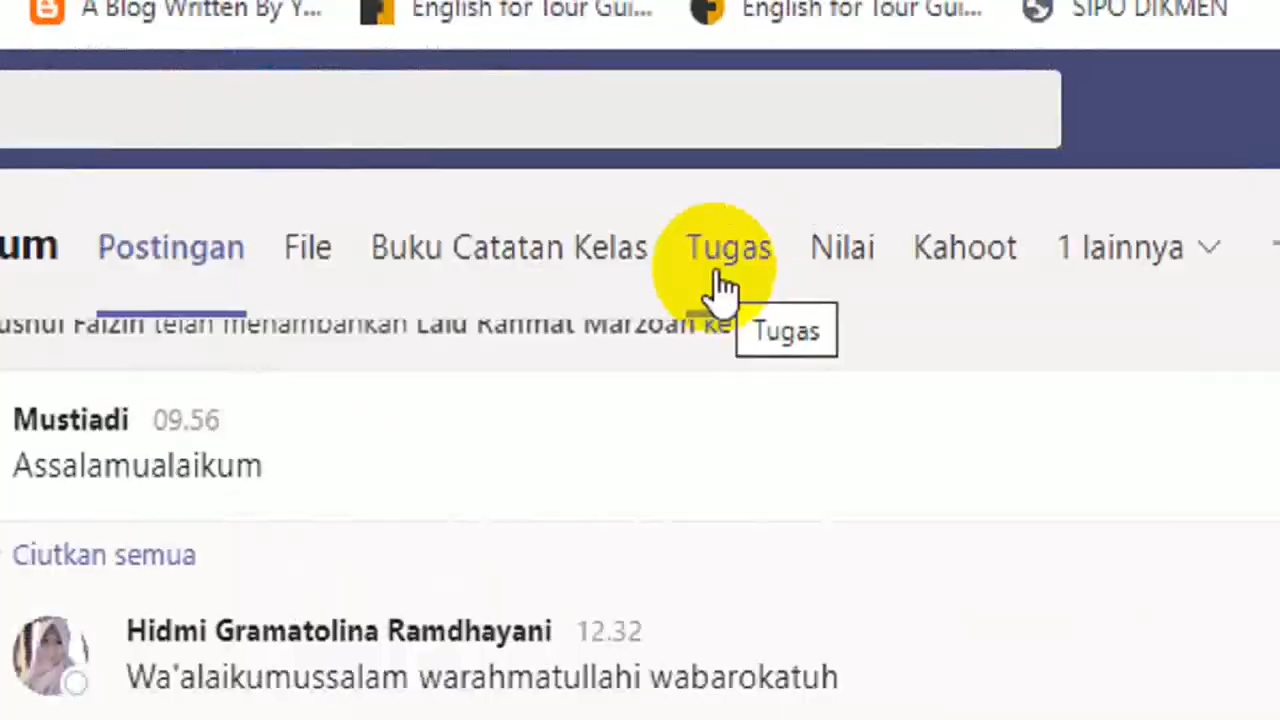 A Blog Written By Y... English for Tour Gui... English for Tour Gui... SIPO DIKMEN
um Postingan File Buku Catatan Kelas Tugas Nilai Kahoot 1 lainnya
Faizin telah menambahkan Lalu Rahmat Marzoan ke
Tugas
Mustiadi 09.56
Assalamualaikum
Ciutkan semua
Hidmi Gramatolina Ramdhayani 12.32
Wa'alaikumussalam warahmatullahi wabarokatuh